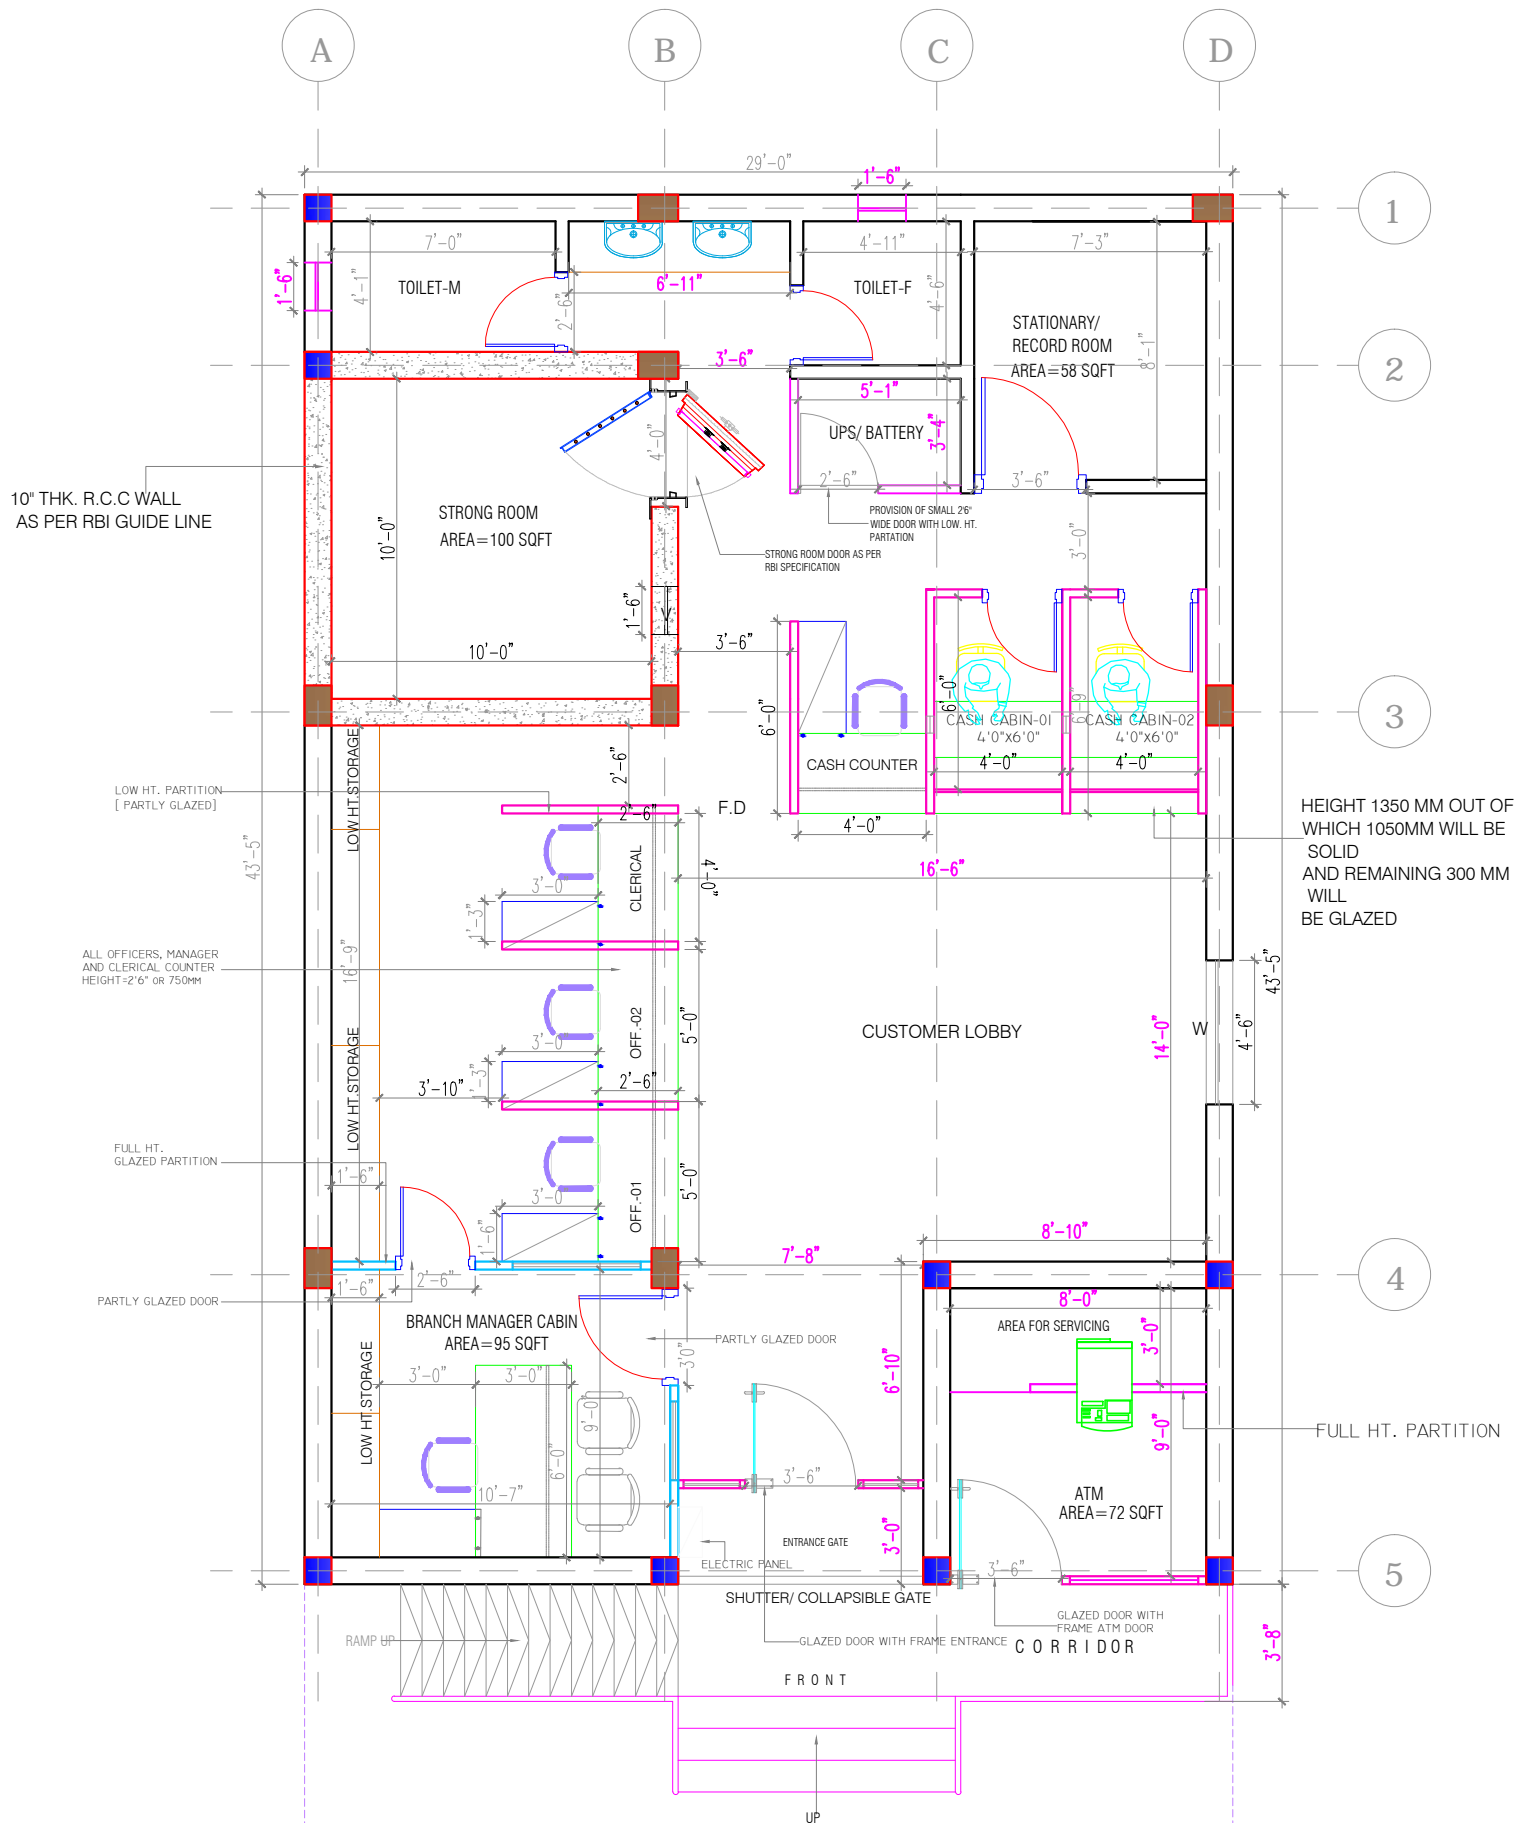 A
B
C
D
29'-0"
1'-6"
1
7'-0"
4'-11"
7'-3"
4'-1"
1'-6"
TOILET-M
6'-11"
2'-6"
TOILET-F
4'-6"
STATIONARY/
RECORD ROOM
AREA=58 SQFT
8'-1"
2
3'-6"
5'-1"
4'-0"
UPS/ BATTERY
3'-4"
2'-6"
3'-6"
10" THK. R.C.C WALL
AS PER RBI GUIDE LINE
STRONG ROOM
AREA=100 SQFT
10'-0"
PROVISION OF SMALL 2'6"
WIDE DOOR WITH LOW. HT.
PARTATION
STRONG ROOM DOOR AS PER
RBI SPECIFICATION
3'-0"
1'-6"
V
10'-0"
3'-6"
6'-0"
6'-0"
6'-9"
CASH CABIN-01
4'0"X6'0"
CASH CABIN-02
4'0"X6'0"
3
CASH COUNTER
4'-0"
4'-0"
4'-0"
LOW HT.STORAGE
2'-6"
LOW HT. PARTITION
[ PARTLY GLAZED]
2'-6"
F.D
43'-5"
HEIGHT 1350 MM OUT OF
WHICH 1050MM WILL BE
SOLID
AND REMAINING 300 MM
WILL
BE GLAZED
CLERICAL
4'-0"
16'-6"
3'-0"
1'-3"
ALL OFFICERS, MANAGER
AND CLERICAL COUNTER
HEIGHT=2'6" OR 750MM
16'-9"
43'-5"
OFF.-02
5'-0"
CUSTOMER LOBBY
14'-0"
W
4'-6"
3'-0"
1'-3"
LOW HT.STORAGE
3'-10"
2'-6"
FULL HT.
GLAZED PARTITION
1'-6"
3'-0"
1'-6"
OFF.-01
5'-0"
7'-8"
8'-10"
4
1'-6"
2'-6"
PARTLY GLAZED DOOR
BRANCH MANAGER CABIN
AREA=95 SQFT
PARTLY GLAZED DOOR
3'0"
8'-0"
AREA FOR SERVICING
3'-0"
6'-10"
LOW HT.STORAGE
3'-0"
3'-0"
9'-0"
6'-0"
10'-7"
3'-6"
9'-0"
FULL HT. PARTITION
ATM
AREA=72 SQFT
3'-0"
ENTRANCE GATE
ELECTRIC PANEL
3'-6"
5
SHUTTER/ COLLAPSIBLE GATE
GLAZED DOOR WITH
FRAME ATM DOOR
RAMP UP
GLAZED DOOR WITH FRAME ENTRANCE
CORRIDOR
3'-8"
FRONT
UP